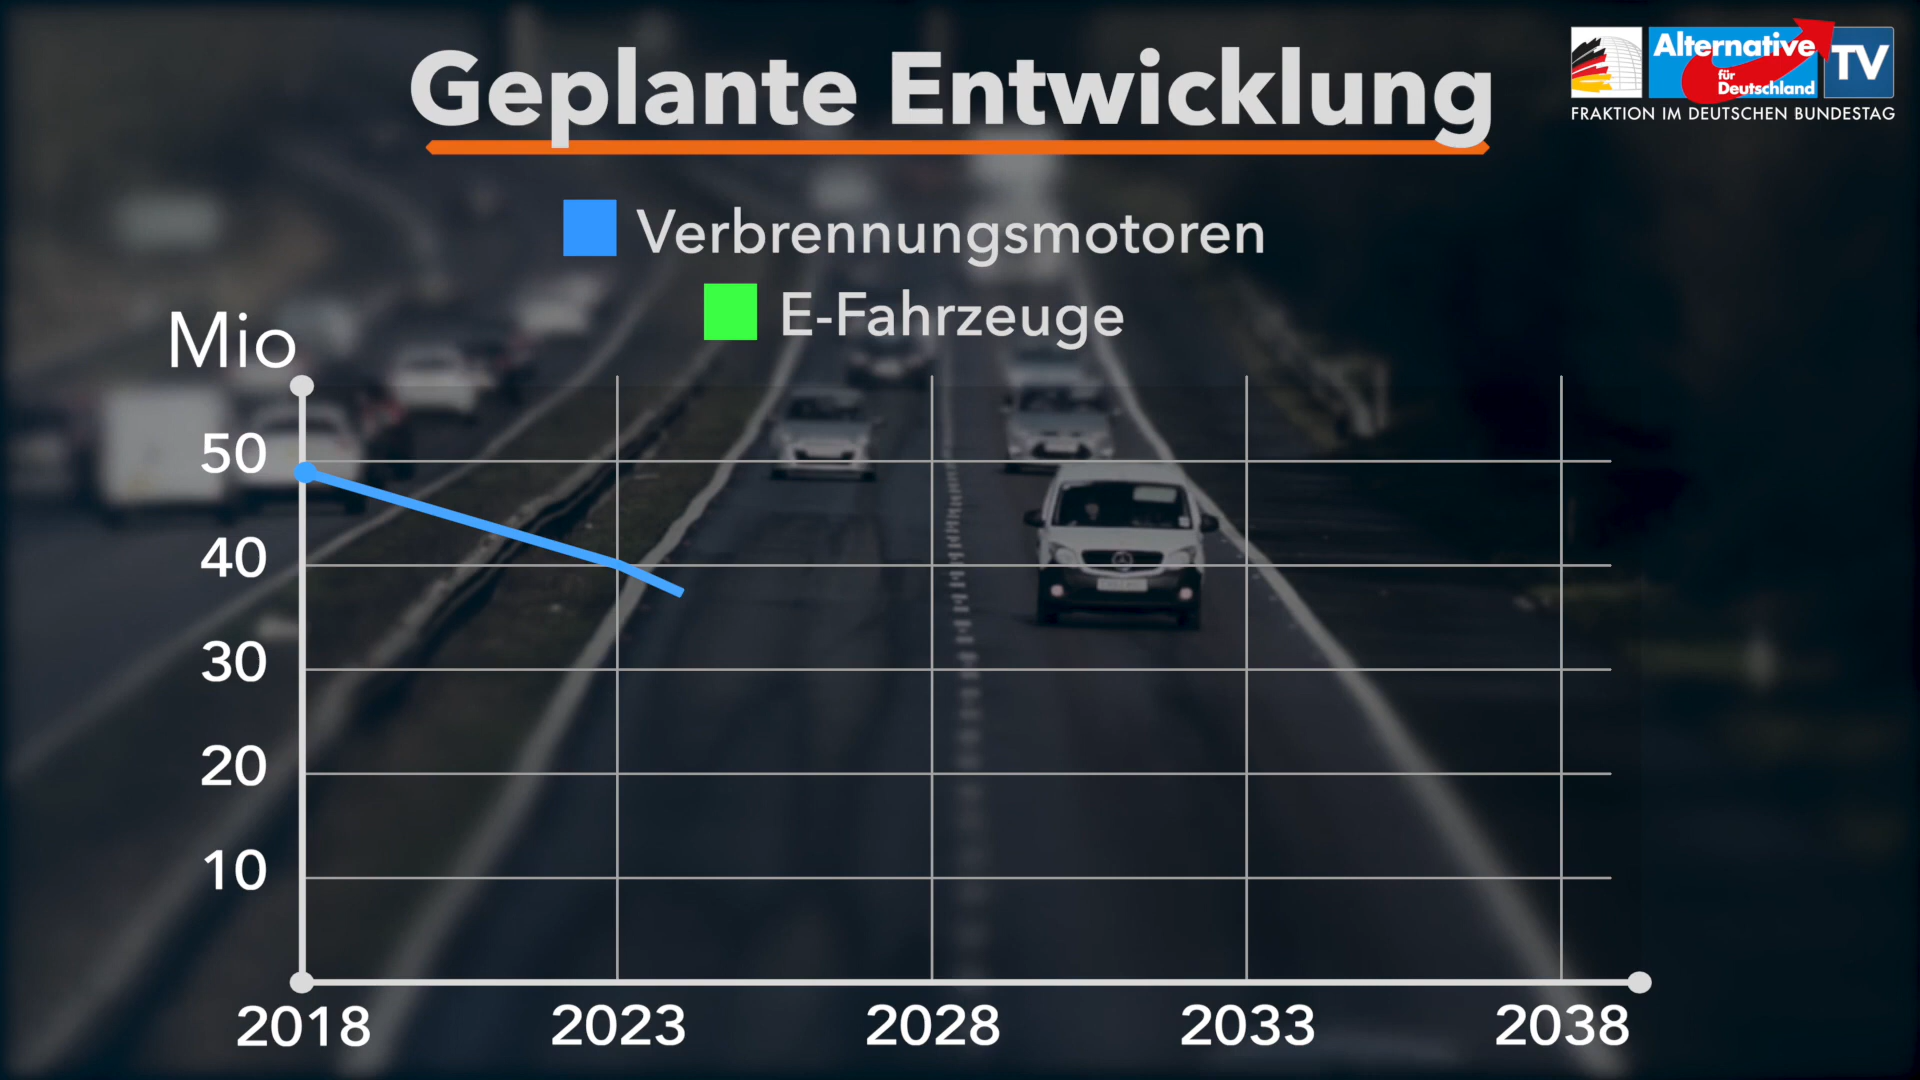 Geplante Entwicklung
Alternative
für
Deutschland
TV
FRAKTION IM DEUTSCHEN BUNDESTAG
Verbrennungsmotoren
E-Fahrzeuge
Mio
50
40
30
20
10
2018 2023 2028 2033 2038